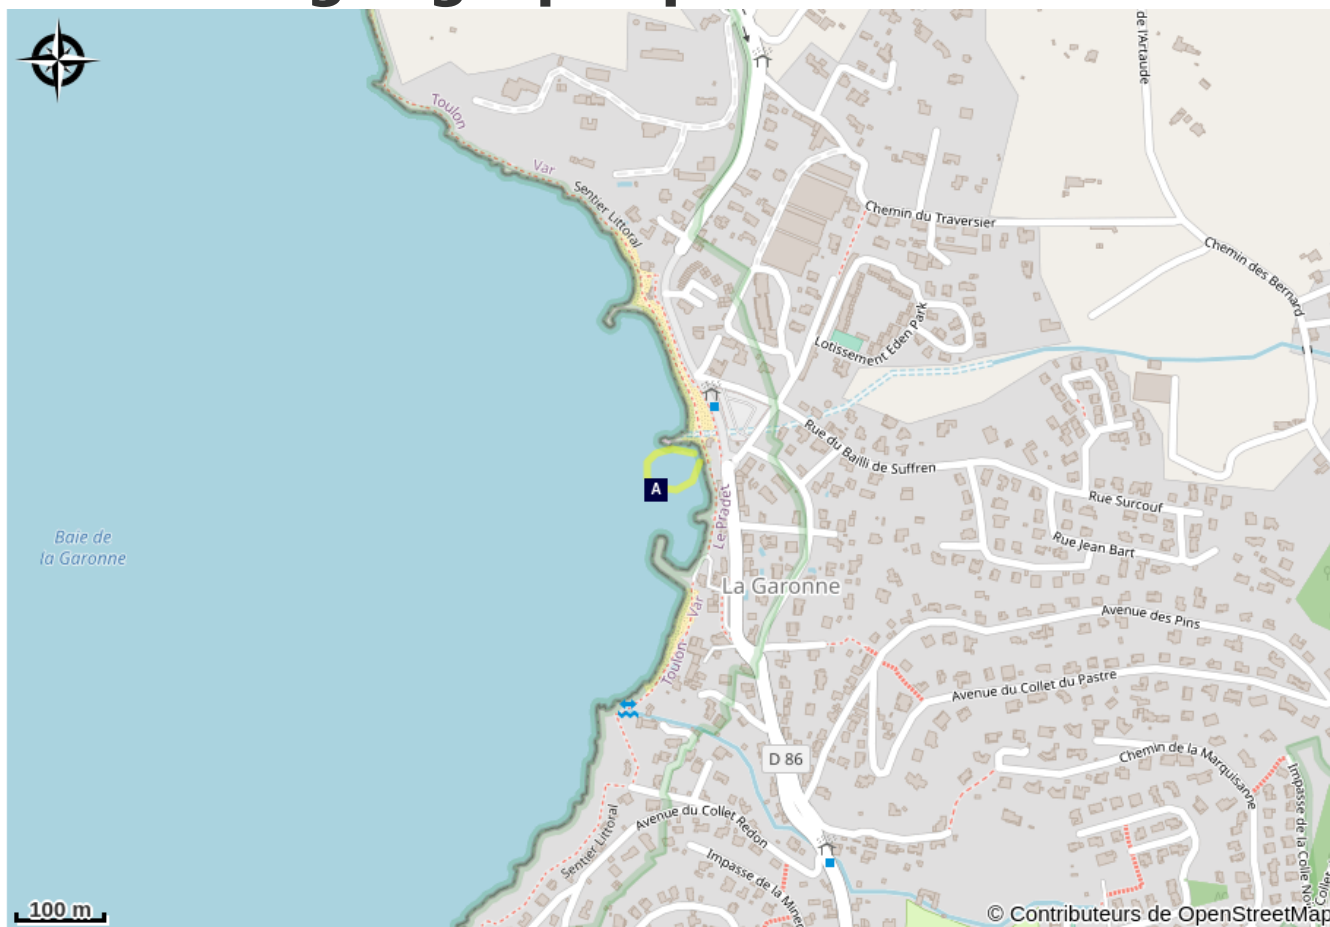 de l'Artaude
Toulon
Var
Sentier Littoral
Chemin du Traversier
Chemin des Bernard
Lotissement Eden Park
Rue du Bailli de Suffren
A
Rue Surcouf
Le Pradet
Baie de
la Garonne
Rue Jean Bart
La Garonne
Var
Avenue des Pins
Toulon
Avenue du Collet du Pastre
D 86
Chemin de la Marquisanne
Avenue du Collet Redon
Sentier Littoral
Impasse de la Colle No
Impasse de la Miner
Collet
100 m
© Contributeurs de OpenStreetMap